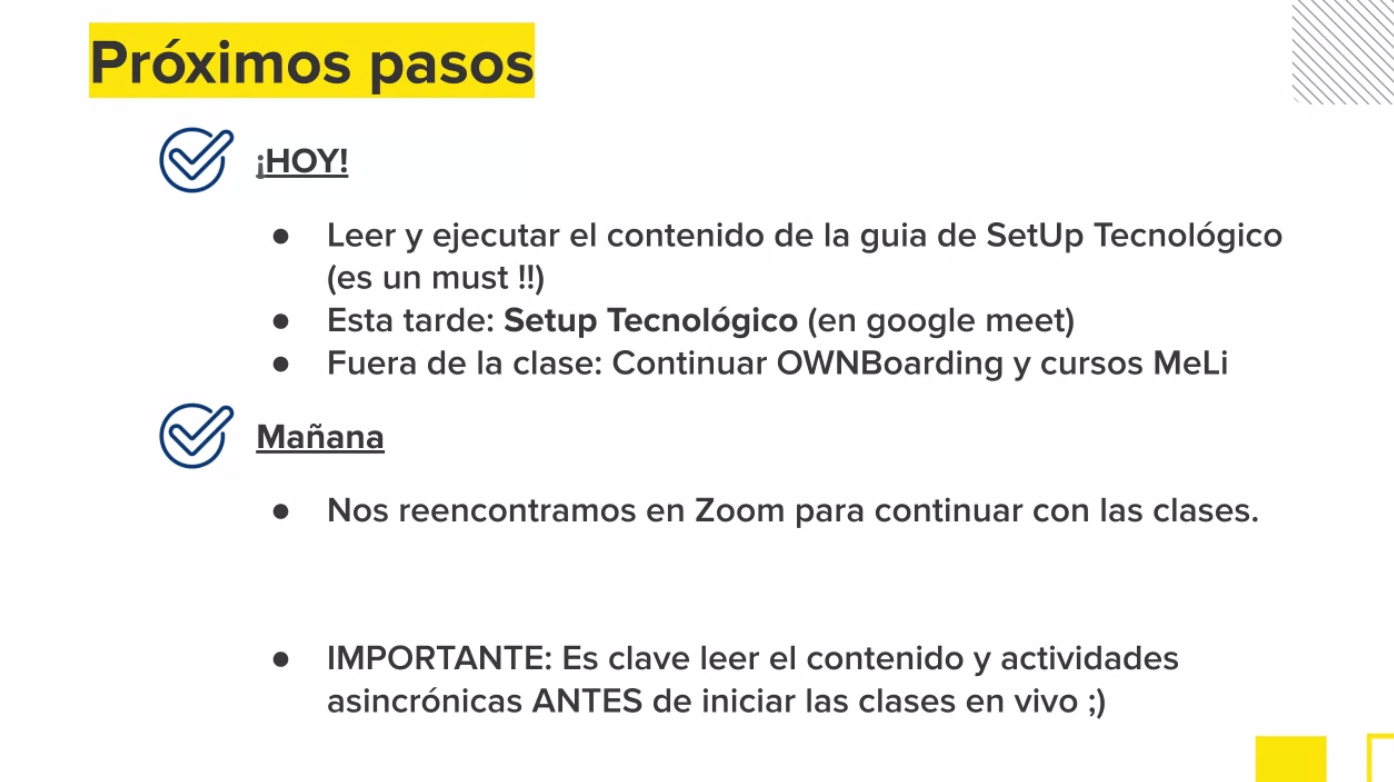 Próximos pasos
¡HOY!
● Leer y ejecutar el contenido de la guia de SetUp Tecnológico
(es un must !!)
● Esta tarde: Setup Tecnológico (en google meet)
● Fuera de la clase: Continuar OWNBoarding y cursos MeLi
Mañana
● Nos reencontramos en Zoom para continuar con las clases.
● IMPORTANTE: Es clave leer el contenido y actividades
asincrónicas ANTES de iniciar las clases en vivo ;)